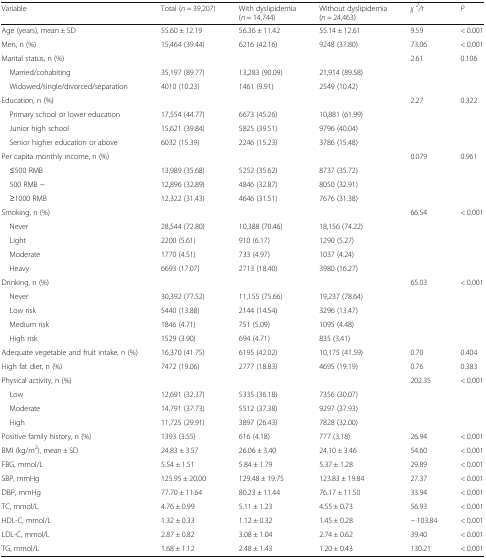 Variable Total (n = 39,207) With dyslipidemia (n = 14,744) Without dyslipidemia (n = 24,463) χ 2/t P
Age (years), mean ± SD 55.60 ± 12.19 56.36 ± 11.42 55.14 ± 12.61 9.59 < 0.001
Men, n (%) 15,464 (39.44) 6216 (42.16) 9248 (37.80) 73.06 < 0.001
Marital status, n (%) 2.61 0.106
Married/cohabiting 35,197 (89.77) 13,283 (90.09) 21,914 (89.58)
Widowed/single/divorced/separation 4010 (10.23) 1461 (9.91) 2549 (10.42)
Education, n (%) 2.27 0.322
Primary school or lower education 17,554 (44.77) 6673 (45.26) 10,881 (61.99)
Junior high school 15,621 (39.84) 5825 (39.51) 9796 (40.04)
Senior higher education or above 6032 (15.39) 2246 (15.23) 3786 (15.48)
Per capita monthly income, n (%) 0.079 0.961
≤500 RMB 13,989 (35.68) 5252 (35.62) 8737 (35.72)
500 RMB − 12,896 (32.89) 4846 (32.87) 8050 (32.91)
≥1000 RMB 12,322 (31.43) 4646 (31.51) 7676 (31.38)
Smoking, n (%) 66.54 < 0.001
Never 28,544 (72.80) 10,388 (70.46) 18,156 (74.22)
Light 2200 (5.61) 910 (6.17) 1290 (5.27)
Moderate 1770 (4.51) 733 (4.97) 1037 (4.24)
Heavy 6693 (17.07) 2713 (18.40) 3980 (16.27)
Drinking, n (%) 65.03 < 0.001
Never 30,392 (77.52) 11,155 (75.66) 19,237 (78.64)
Low risk 5440 (13.88) 2144 (14.54) 3296 (13.47)
Medium risk 1846 (4.71) 751 (5.09) 1095 (4.48)
High risk 1529 (3.90) 694 (4.71) 835 (3.41)
Adequate vegetable and fruit intake, n (%) 16,370 (41.75) 6195 (42.02) 10,175 (41.59) 0.70 0.404
High fat diet, n (%) 7472 (19.06) 2777 (18.83) 4695 (19.19) 0.76 0.383
Physical activity, n (%) 202.35 < 0.001
Low 12,691 (32.37) 5335 (36.18) 7356 (30.07)
Moderate 14,791 (37.73) 5512 (37.38) 9297 (37.93)
High 11,725 (29.91) 3897 (26.43) 7828 (32.00)
Positive family history, n (%) 1393 (3.55) 616 (4.18) 777 (3.18) 26.94 < 0.001
BMI (kg/m2), mean ± SD 24.83 ± 3.57 26.06 ± 3.40 24.10 ± 3.46 54.60 < 0.001
FBG, mmol/L 5.54 ± 1.51 5.84 ± 1.79 5.37 ± 1.28 29.89 < 0.001
SBP, mmHg 125.95 ± 20.00 129.48 ± 19.75 123.83 ± 19.84 27.37 < 0.001
DBP, mmHg 77.70 ± 11.64 80.23 ± 11.44 76.17 ± 11.50 33.94 < 0.001
TC, mmol/L 4.76 ± 0.99 5.11 ± 1.23 4.55 ± 0.73 56.93 < 0.001
HDL-C, mmol/L 1.32 ± 0.33 1.12 ± 0.32 1.45 ± 0.28 − 103.84 < 0.001
LDL-C, mmol/L 2.87 ± 0.82 3.08 ± 1.04 2.74 ± 0.62 39.40 < 0.001
TG, mmol/L 1.68 ± 1.12 2.48 ± 1.43 1.20 ± 0.43 130.21 < 0.001